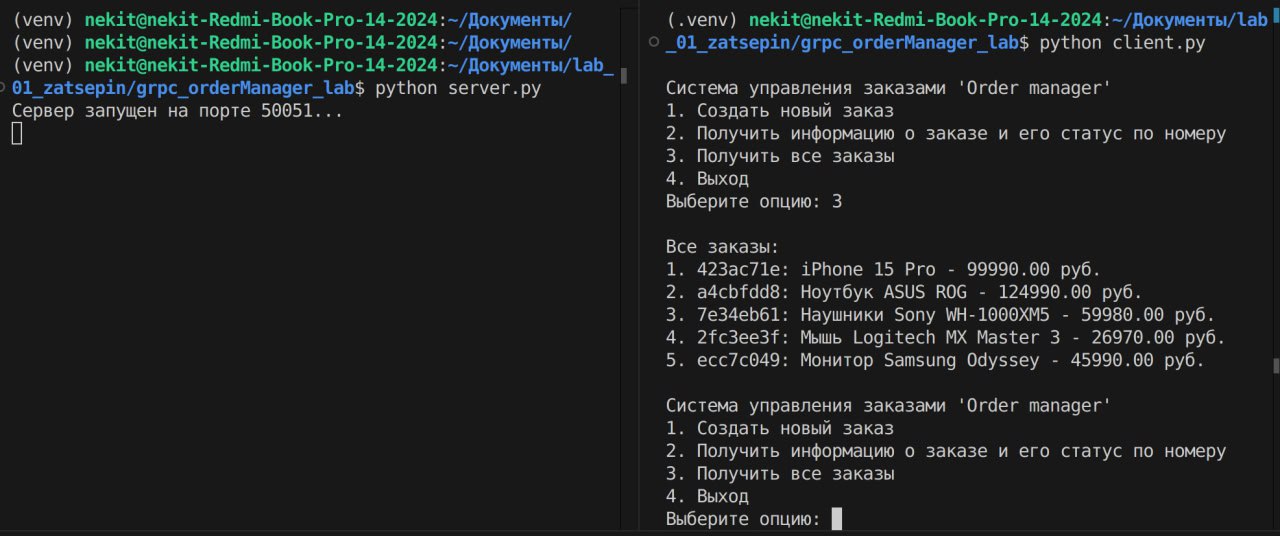 (venv) nekit@nekit-Redmi-Book-Pro-14-2024:~/Документы/
(venv) nekit@nekit-Redmi-Book-Pro-14-2024:~/Документы/
(venv) nekit@nekit-Redmi-Book-Pro-14-2024:~/Документы/lab_
01_zatsepin/grpc_orderManager_lab$ python server.py
Сервер запущен на порте 50051...
(.venv) nekit@nekit-Redmi-Book-Pro-14-2024:~/Документы/lab
_01_zatsepin/grpc_orderManager_lab$ python client.py
Система управления заказами 'Order manager'
1. Создать новый заказ
2. Получить информацию о заказе и его статус по номеру
3. Получить все заказы
4. Выход
Выберите опцию: 3
Все заказы:
1. 423ac71e: iPhone 15 Pro - 99990.00 руб.
2. a4cbfdd8: Ноутбук ASUS ROG - 124990.00 руб.
3. 7e34eb61: Наушники Sony WH-1000XM5 - 59980.00 руб.
4. 2fc3ee3f: Мышь Logitech MX Master 3 - 26970.00 руб.
5. ecc7c049: Монитор Samsung Odyssey - 45990.00 руб.
Система управления заказами 'Order manager'
1. Создать новый заказ
2. Получить информацию о заказе и его статус по номеру
3. Получить все заказы
4. Выход
Выберите опцию: